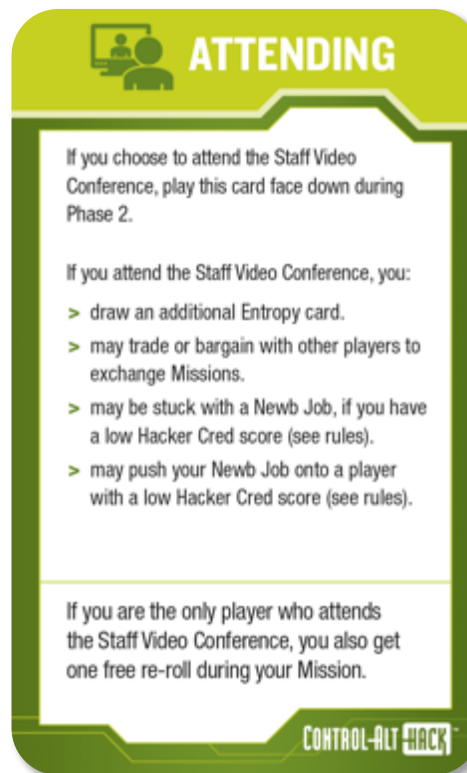 ATTENDING
If you choose to attend the Staff Video
Conference, play this card face down during
Phase 2.
If you attend the Staff Video Conference, you:
> draw an additional Entropy card.
> may trade or bargain with other players to
exchange Missions.
> may be stuck with a Newb Job, if you have
a low Hacker Cred score (see rules).
> may push your Newb Job onto a player
with a low Hacker Cred score (see rules).
If you are the only player who attends
the Staff Video Conference, you also get
one free re-roll during your Mission.
CONTROL-ALT HACK™